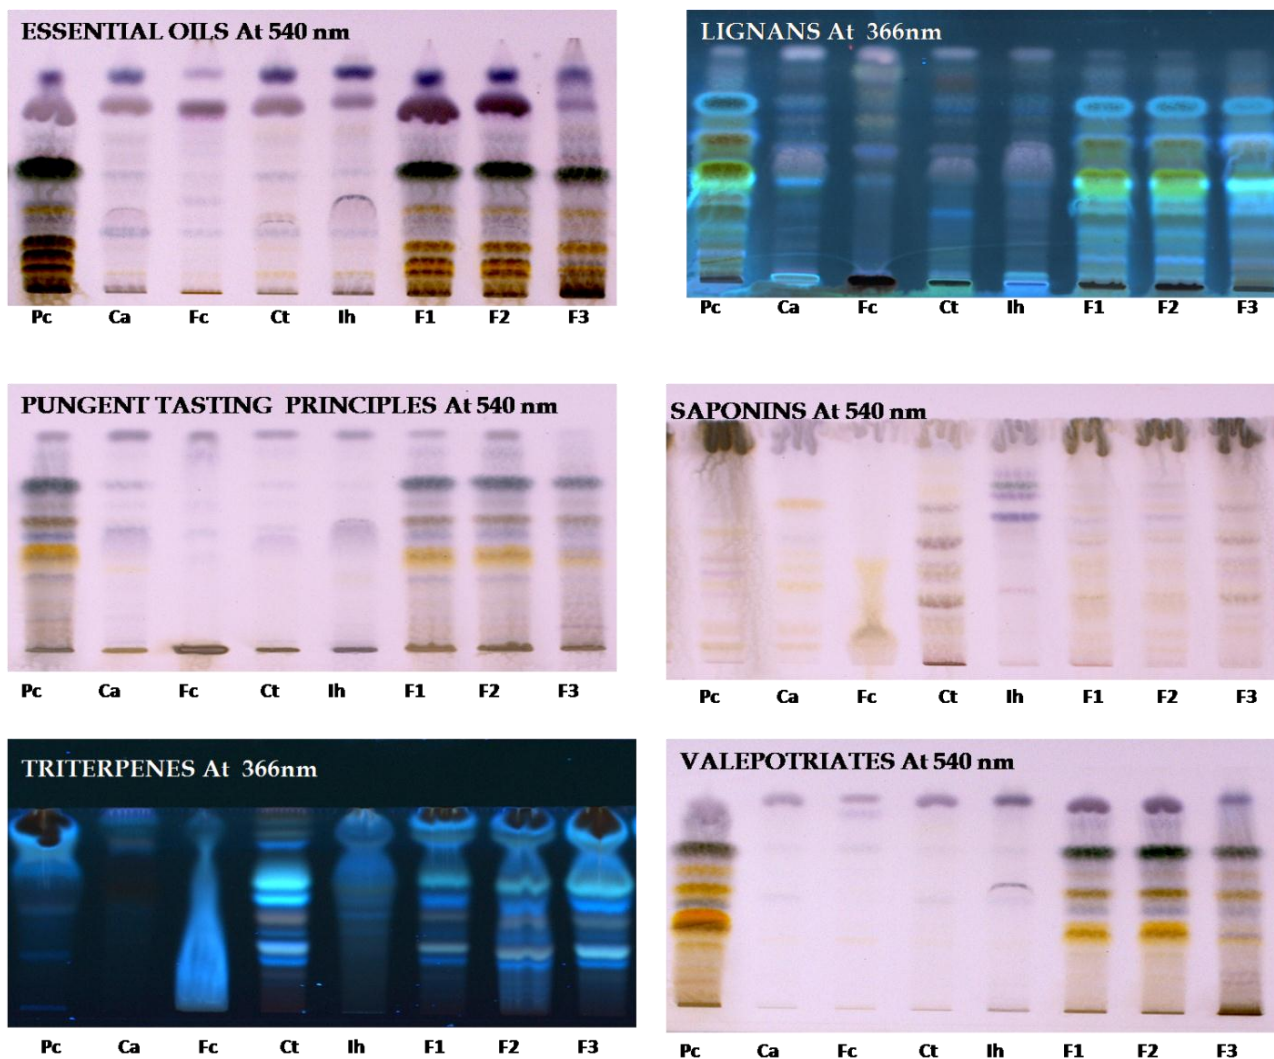 ESSENTIAL OILS At 540 nm
Pc Ca Fc Ct Ih F1 F2 F3
LIGNANS At 366nm
Pc Ca Fc Ct Ih F1 F2 F3
PUNGENT TASTING PRINCIPLES At 540 nm
Pc Ca Fc Ct Ih F1 F2 F3
SAPONINS At 540 nm
Pc Ca Fc Ct Ih F1 F2 F3
TRITERPENES At 366nm
Pc Ca Fc Ct Ih F1 F2 F3
VALEPOTRIATES At 540 nm
Pc Ca Fc Ct Ih F1 F2 F3